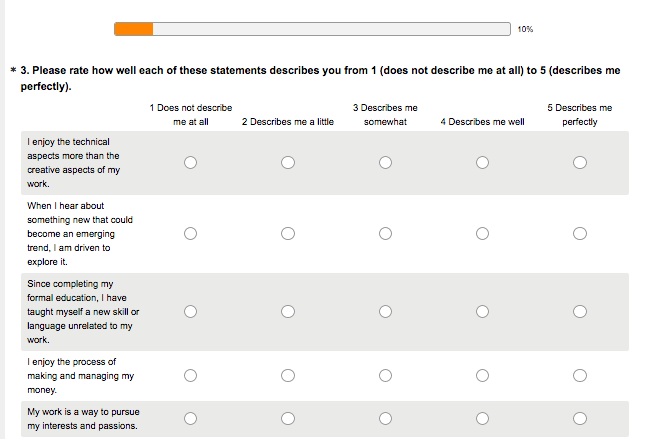 10%
* 3. Please rate how well each of these statements describes you from 1 (does not describe me at all) to 5 (describes me
perfectly).
1 Does not describe
me at all
2 Describes me a little
3 Describes me
somewhat
4 Describes me well
5 Describes me
perfectly
I enjoy the technical
aspects more than the
creative aspects of my
work.
When I hear about
something new that could
become an emerging
trend, I am driven to
explore it.
Since completing my
formal education, I have
taught myself a new skill or
language unrelated to my
work.
I enjoy the process of
making and managing my
money.
My work is a way to pursue
my interests and passions.